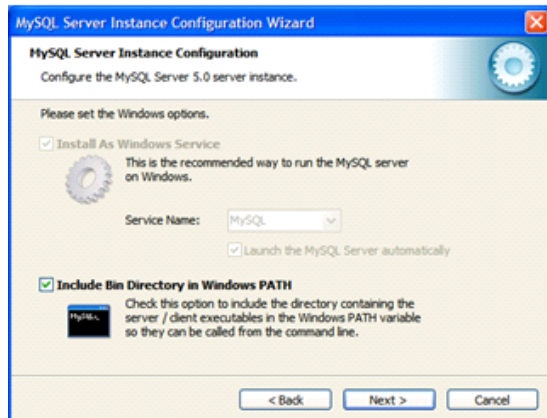 MySQL Server Instance Configuration Wizard
MySQL Server Instance Configuration
Configure the MySQL Server 5.0 server instance.
Please set the Windows options.
Install As Windows Service
This is the recommended way to run the MySQL server
on Windows.
Service Name:
MySQL
Launch the MySQL Server automatically
Include Bin Directory in Windows PATH
Check this option to include the directory containing the
server / client executables in the Windows PATH variable
so they can be called from the command line.
< Back
Next >
Cancel